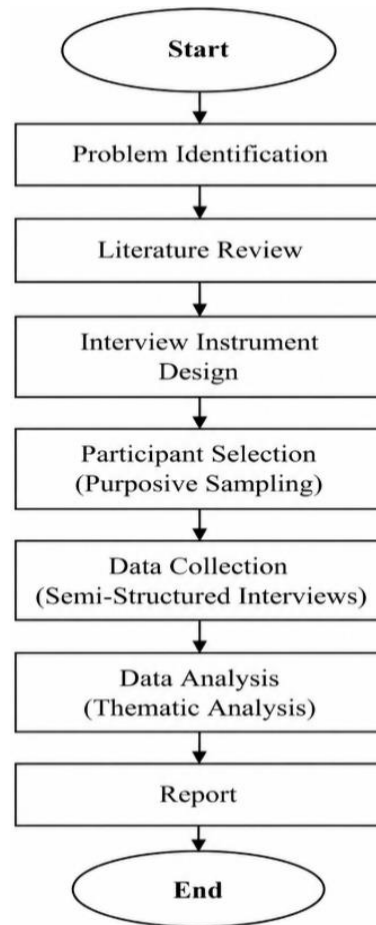 Start
Problem Identification
Literature Review
Interview Instrument
Design
Participant Selection
(Purposive Sampling)
Data Collection
(Semi-Structured Interviews)
Data Analysis
(Thematic Analysis)
Report
End